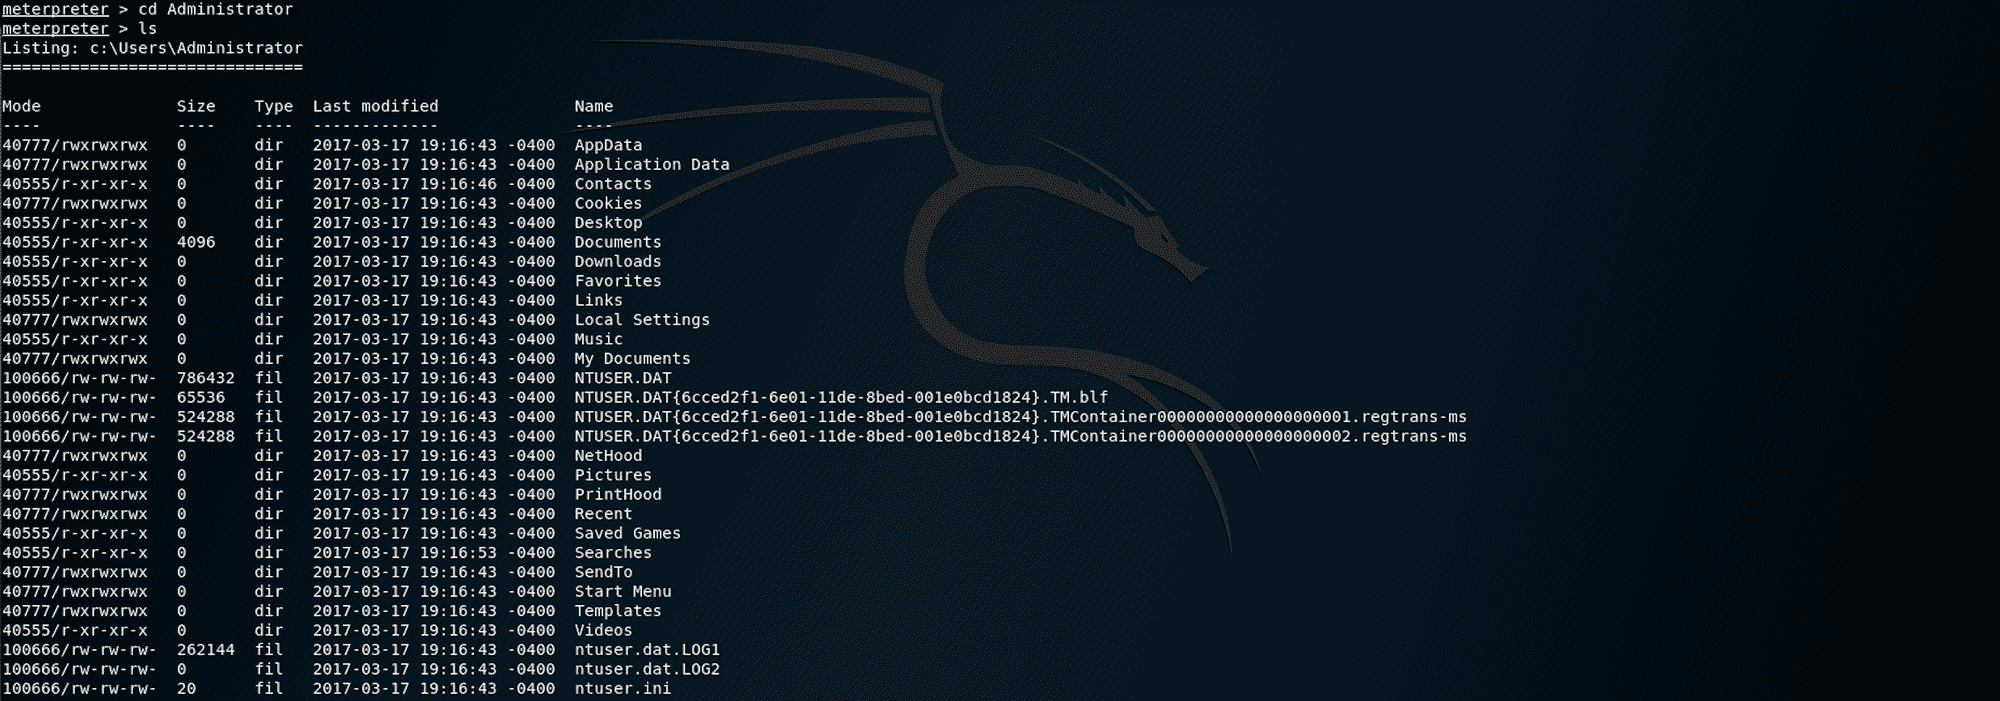 meterpreter > cd Administrator
meterpreter > ls
Listing: c:\Users\Administrator
===============================
Mode Size Type Last modified Name
---- ---- ---- ------------- ----
40777/rwxrwxrwx 0 dir 2017-03-17 19:16:43 -0400 AppData
40777/rwxrwxrwx 0 dir 2017-03-17 19:16:43 -0400 Application Data
40555/r-xr-xr-x 0 dir 2017-03-17 19:16:46 -0400 Contacts
40777/rwxrwxrwx 0 dir 2017-03-17 19:16:43 -0400 Cookies
40555/r-xr-xr-x 0 dir 2017-03-17 19:16:43 -0400 Desktop
40555/r-xr-xr-x 4096 dir 2017-03-17 19:16:43 -0400 Documents
40555/r-xr-xr-x 0 dir 2017-03-17 19:16:43 -0400 Downloads
40555/r-xr-xr-x 0 dir 2017-03-17 19:16:43 -0400 Favorites
40555/r-xr-xr-x 0 dir 2017-03-17 19:16:43 -0400 Links
40777/rwxrwxrwx 0 dir 2017-03-17 19:16:43 -0400 Local Settings
40555/r-xr-xr-x 0 dir 2017-03-17 19:16:43 -0400 Music
40777/rwxrwxrwx 0 dir 2017-03-17 19:16:43 -0400 My Documents
100666/rw-rw-rw- 786432 fil 2017-03-17 19:16:43 -0400 NTUSER.DAT
100666/rw-rw-rw- 65536 fil 2017-03-17 19:16:43 -0400 NTUSER.DAT{6cced2f1-6e01-11de-8bed-001e0bcd1824}.TM.blf
100666/rw-rw-rw- 524288 fil 2017-03-17 19:16:43 -0400 NTUSER.DAT{6cced2f1-6e01-11de-8bed-001e0bcd1824}.TMContainer00000000000000000001.regtrans-ms
100666/rw-rw-rw- 524288 fil 2017-03-17 19:16:43 -0400 NTUSER.DAT{6cced2f1-6e01-11de-8bed-001e0bcd1824}.TMContainer00000000000000000002.regtrans-ms
40777/rwxrwxrwx 0 dir 2017-03-17 19:16:43 -0400 NetHood
40555/r-xr-xr-x 0 dir 2017-03-17 19:16:43 -0400 Pictures
40777/rwxrwxrwx 0 dir 2017-03-17 19:16:43 -0400 PrintHood
40777/rwxrwxrwx 0 dir 2017-03-17 19:16:43 -0400 Recent
40555/r-xr-xr-x 0 dir 2017-03-17 19:16:43 -0400 Saved Games
40555/r-xr-xr-x 0 dir 2017-03-17 19:16:53 -0400 Searches
40777/rwxrwxrwx 0 dir 2017-03-17 19:16:43 -0400 SendTo
40777/rwxrwxrwx 0 dir 2017-03-17 19:16:43 -0400 Start Menu
40777/rwxrwxrwx 0 dir 2017-03-17 19:16:43 -0400 Templates
40555/r-xr-xr-x 0 dir 2017-03-17 19:16:43 -0400 Videos
100666/rw-rw-rw- 262144 fil 2017-03-17 19:16:43 -0400 ntuser.dat.LOG1
100666/rw-rw-rw- 0 fil 2017-03-17 19:16:43 -0400 ntuser.dat.LOG2
100666/rw-rw-rw- 20 fil 2017-03-17 19:16:43 -0400 ntuser.ini